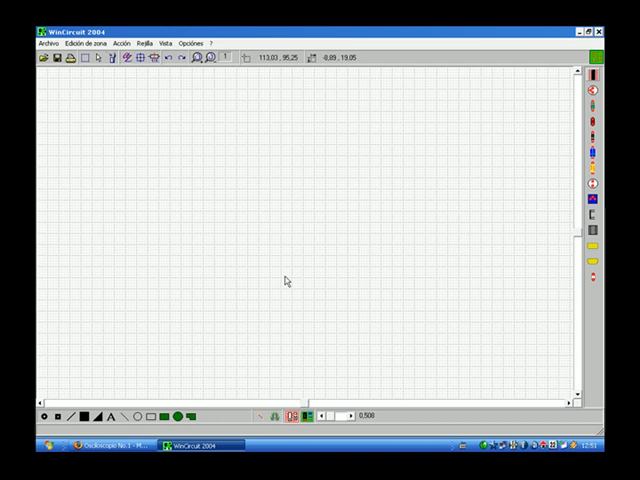 WinCircuit 2004
Archivo Edición de zona Acción Rejilla Vista Opciónes ?
1 113,03 , 95,25 -8,89 , 19,05
A 0,508
Osciloscopio No.1 - M... WinCircuit 2004 12:51